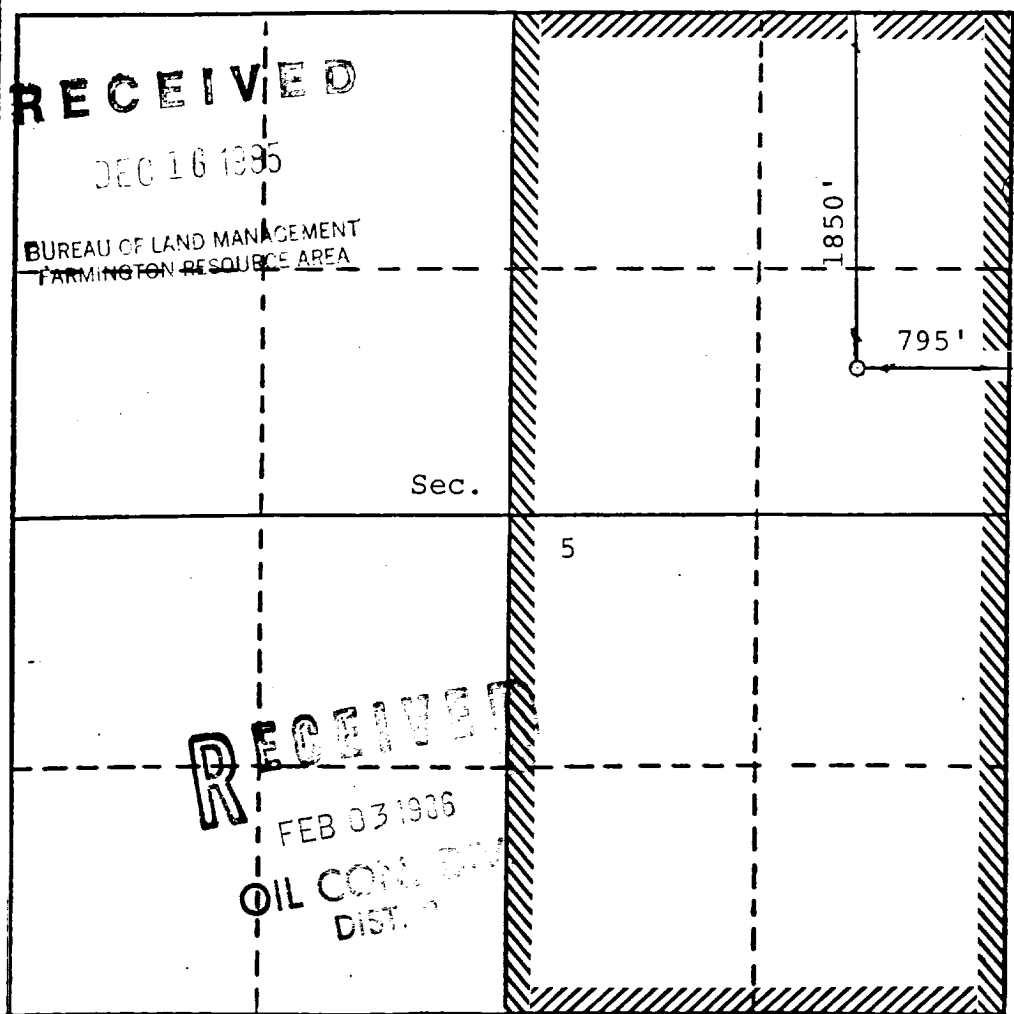 RECEIVED
DEC 16 1985
BUREAU OF LAND MANAGEMENT
FARMINGTON RESOURCE AREA
1850'
795'
Sec.
5
RECEIVED
FEB 03 1986
OIL CON. DIV
DIST.